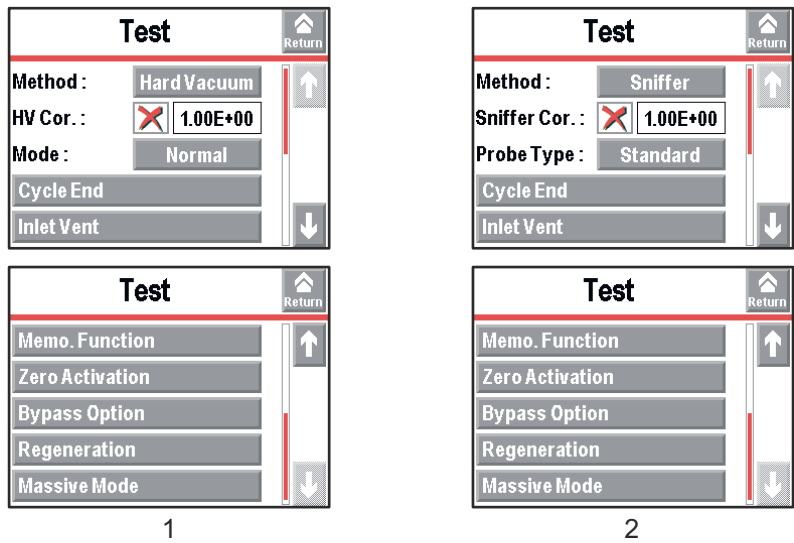 Test
Return
Method : Hard Vacuum
HV Cor. : 1.00E+00
Mode : Normal
Cycle End
Inlet Vent
Test
Return
Memo. Function
Zero Activation
Bypass Option
Regeneration
Massive Mode
1
Test
Return
Method : Sniffer
Sniffer Cor. : 1.00E+00
Probe Type : Standard
Cycle End
Inlet Vent
Test
Return
Memo. Function
Zero Activation
Bypass Option
Regeneration
Massive Mode
2